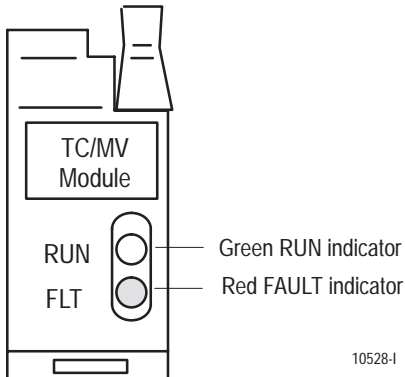 TC/MV
Module
RUN
Green RUN indicator
FLT
Red FAULT indicator
10528-I